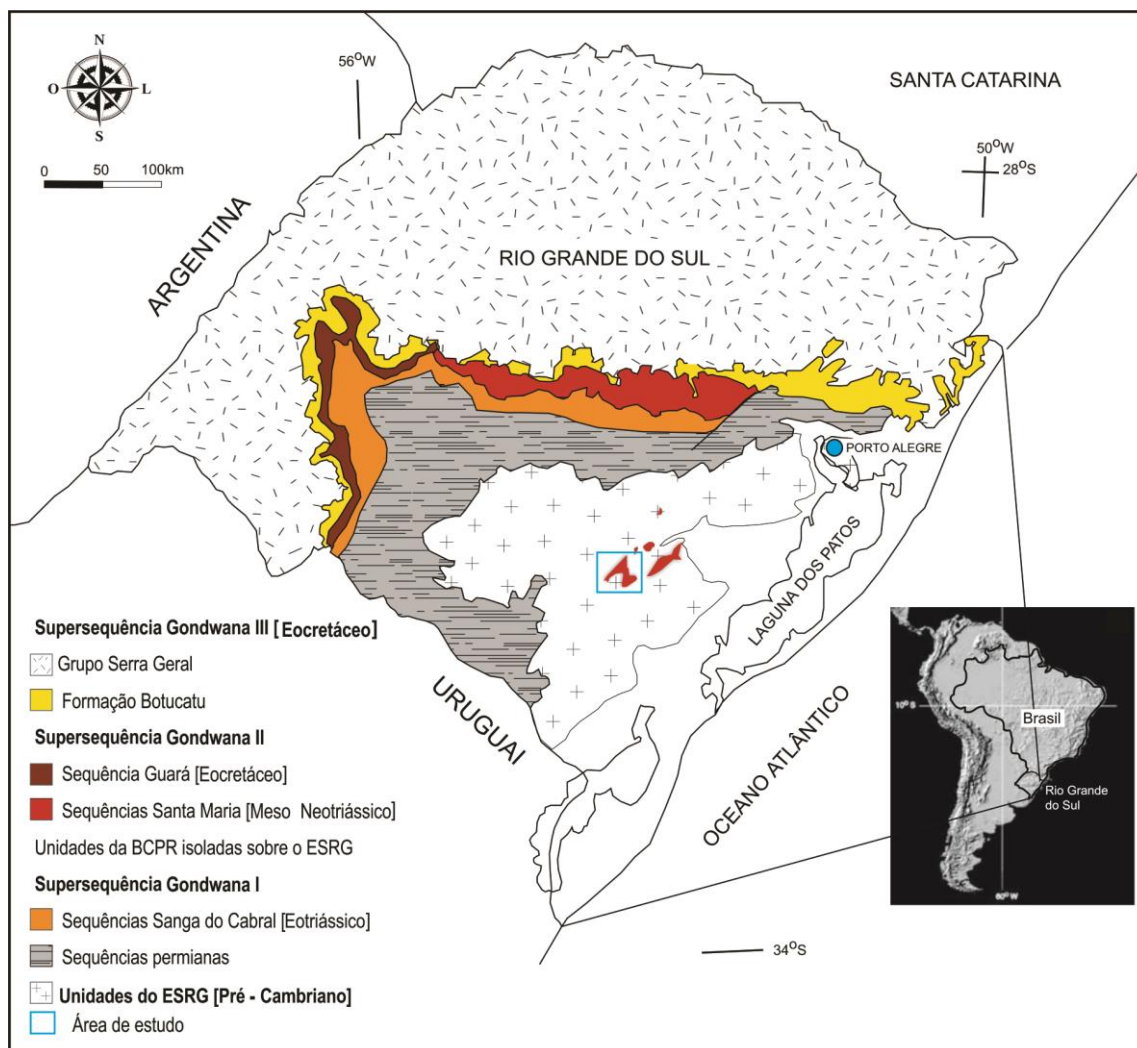 N
O
L
S
0 50 100km
56°W
SANTA CATARINA
50°W
28°S
ARGENTINA
RIO GRANDE DO SUL
PORTO ALEGRE
LAGUNA DOS PATOS
URUGUAI
OCEANO ATLÂNTICO
34°S
Supersequência Gondwana III [Eocretáceo]
Grupo Serra Geral
Formação Botucatu
Supersequência Gondwana II
Sequência Guará [Eocretáceo]
Sequências Santa Maria [Meso Neotriássico]
Unidades da BCPR isoladas sobre o ESRG
Supersequência Gondwana I
Sequências Sanga do Cabral [Eotriássico]
Sequências permianas
Unidades do ESRG [Pré - Cambriano]
Área de estudo
10° S
Brasil
Rio Grande
do Sul
60° W